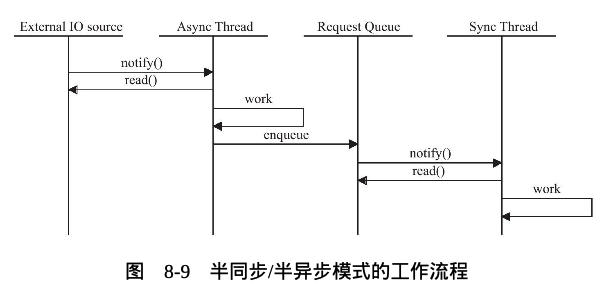 External IO source Async Thread Request Queue Sync Thread
notify()
read()
work
enqueue
notify()
read()
work
图 8-9 半同步/半异步模式的工作流程